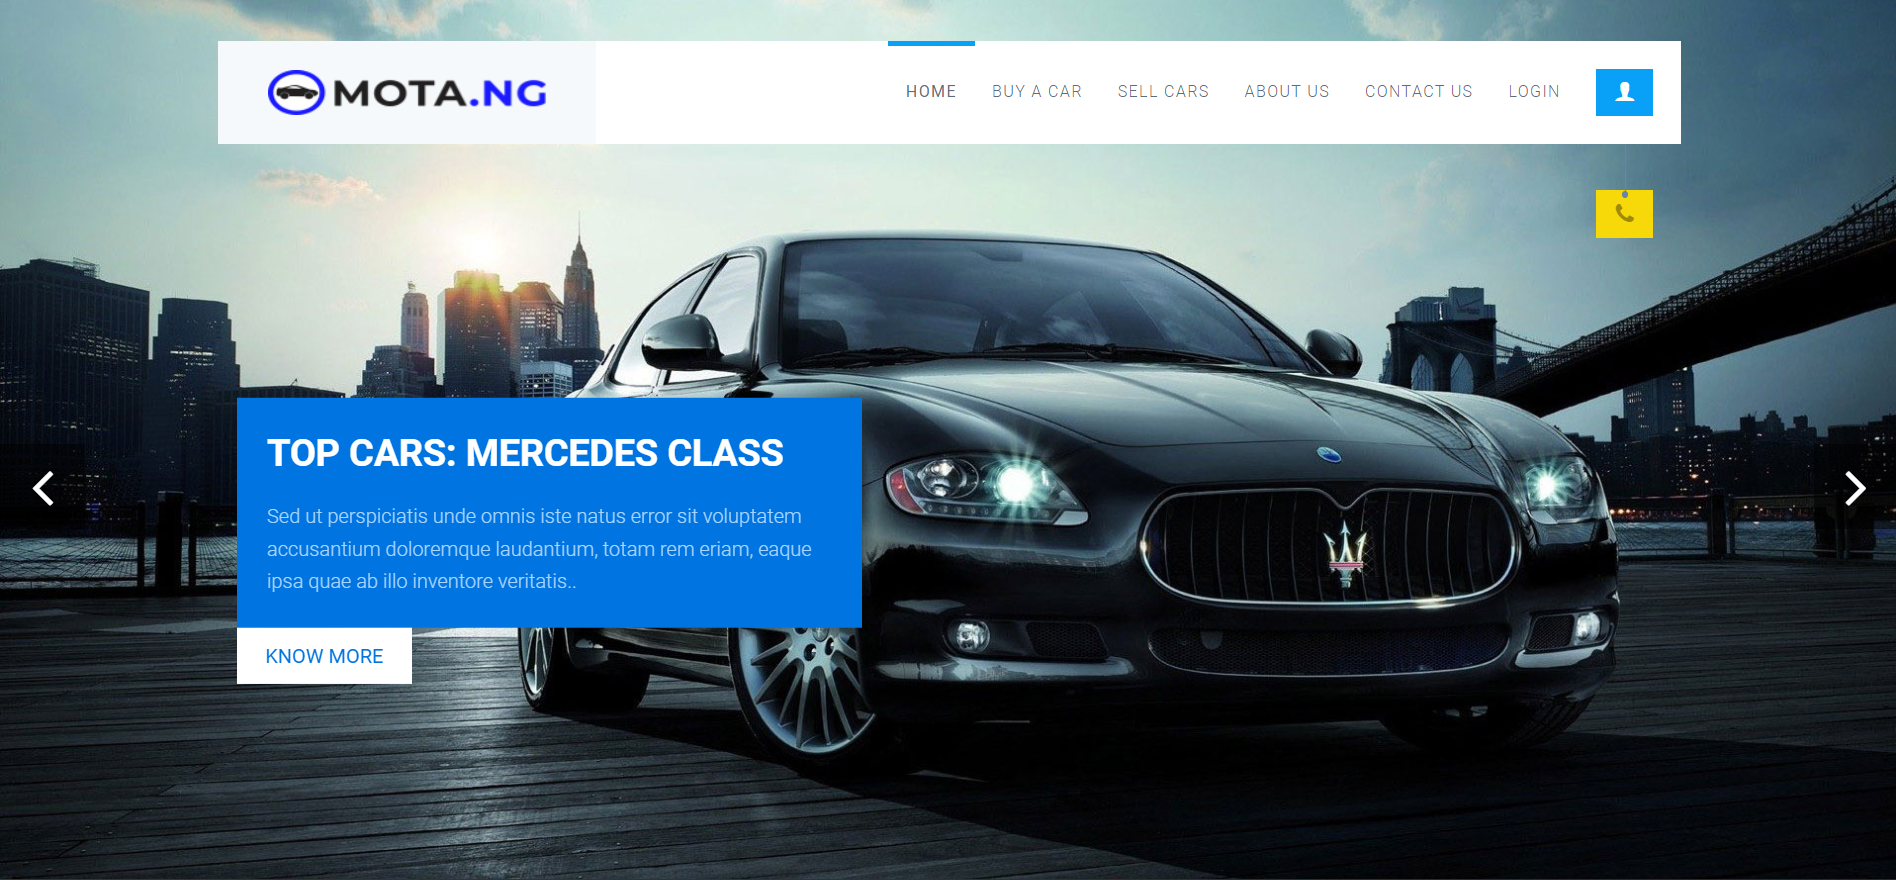 MOTA.NG
HOME BUY A CAR SELL CARS ABOUT US CONTACT US LOGIN
TOP CARS: MERCEDES CLASS
Sed ut perspiciatis unde omnis iste natus error sit voluptatem
accusantium doloremque laudantium, totam rem eriam, eaque
ipsa quae ab illo inventore veritatis..
KNOW MORE